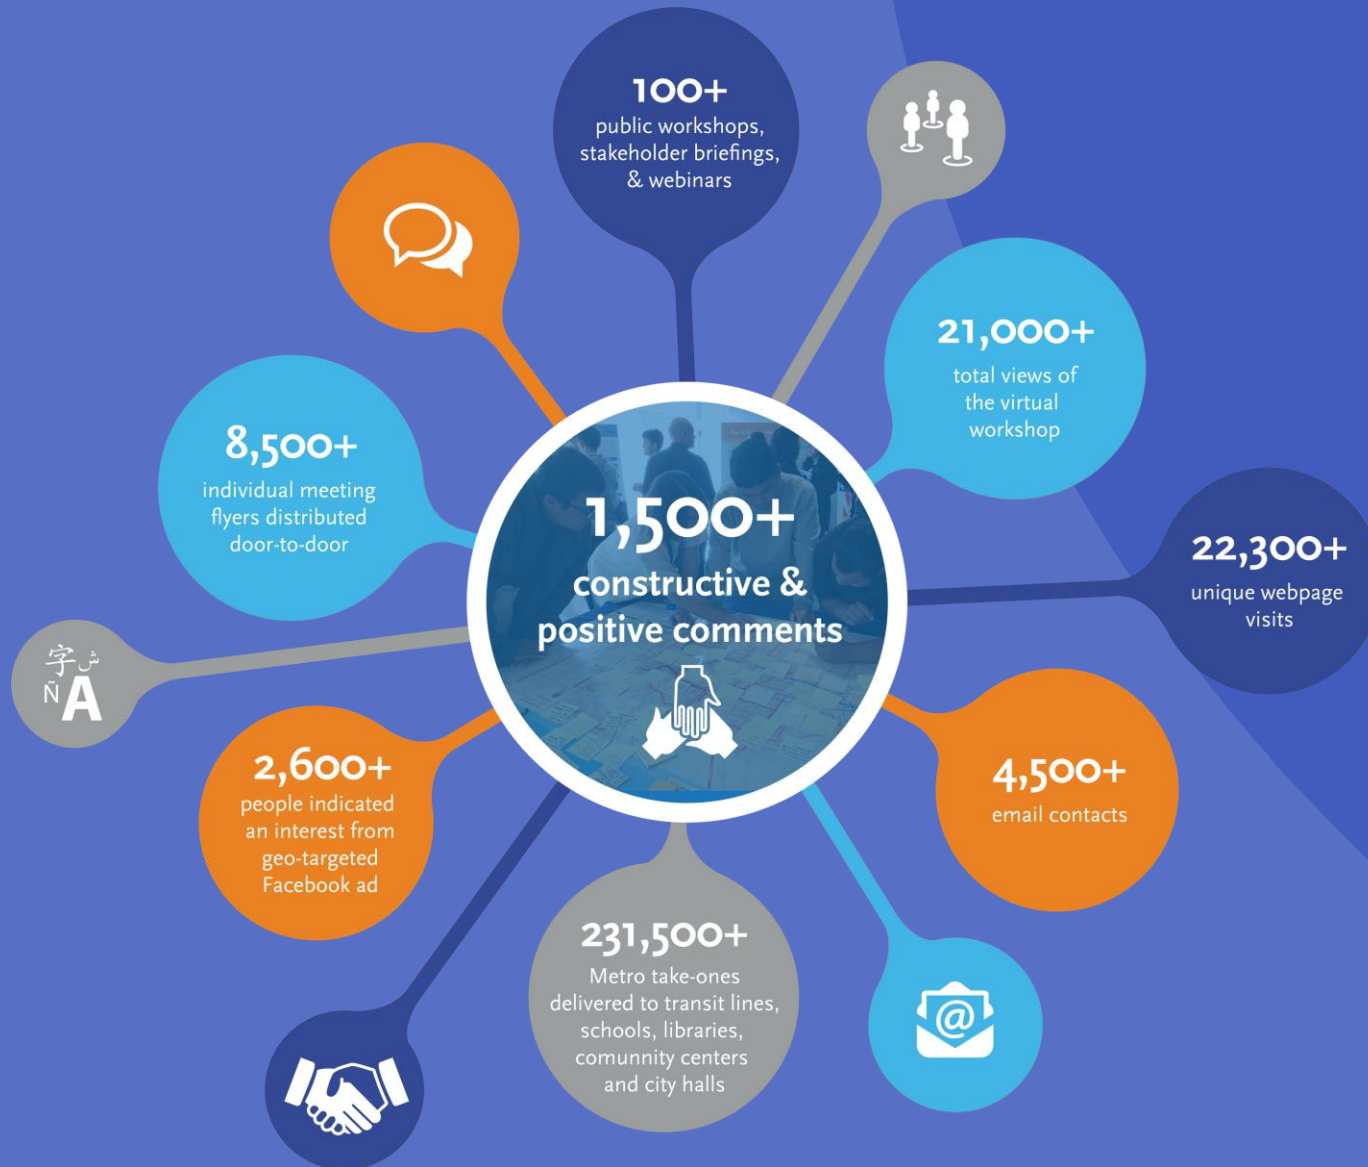 100+
public workshops,
stakeholder briefings,
& webinars
21,000+
total views of
the virtual
workshop
22,300+
unique webpage
visits
4,500+
email contacts
@
231,500+
Metro take-ones
delivered to transit lines,
schools, libraries,
comunnity centers
and city halls
2,600+
people indicated
an interest from
geo-targeted
Facebook ad
字 ش
Ñ A
8,500+
individual meeting
flyers distributed
door-to-door
1,500+
constructive &
positive comments